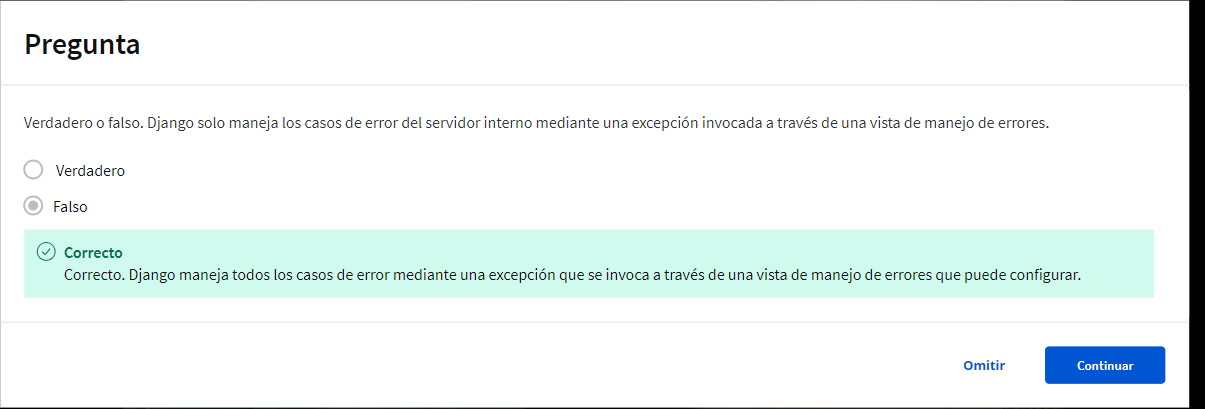 Pregunta
Verdadero o falso. Django solo maneja los casos de error del servidor interno mediante una excepción invocada a través de una vista de manejo de errores.
Verdadero
Falso
Correcto
Correcto. Django maneja todos los casos de error mediante una excepción que se invoca a través de una vista de manejo de errores que puede configurar.
Omitir
Continuar